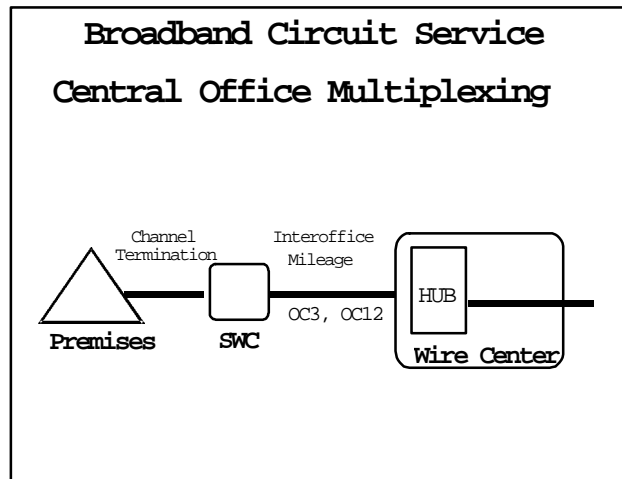 Broadband Circuit Service
Central Office Multiplexing
Channel
Termination
Interoffice
Mileage
HUB
OC3, OC12
Premises
SWC
Wire Center